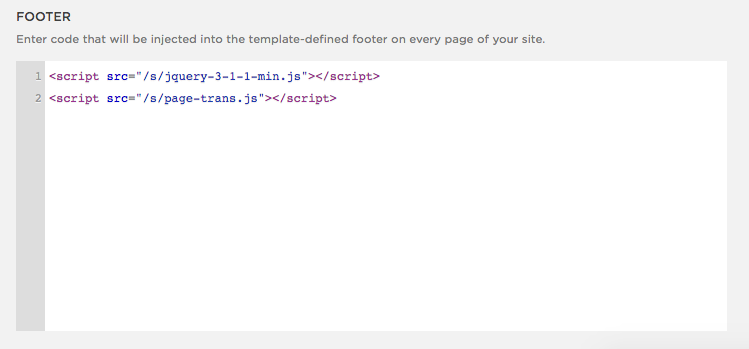 FOOTER
Enter code that will be injected into the template-defined footer on every page of your site.
1 <script src="/s/jquery-3-1-1-min.js"></script>
2 <script src="/s/page-trans.js"></script>